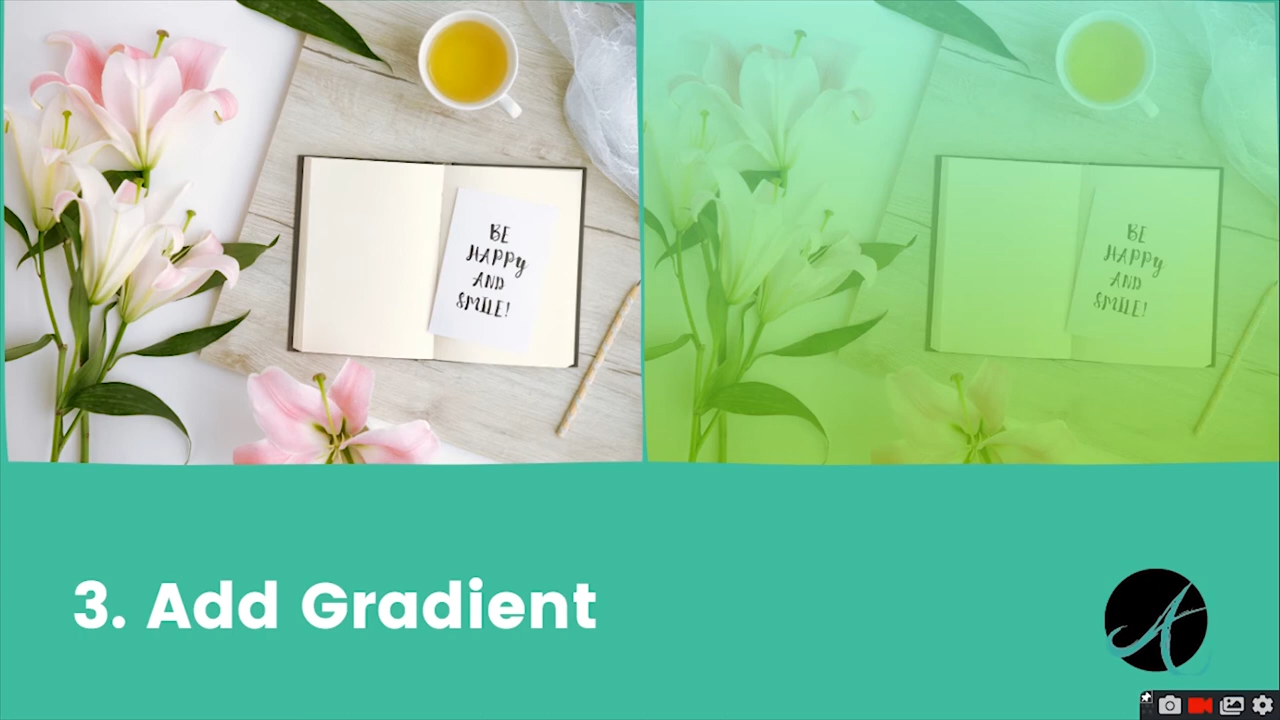 BE
HAPPy
AND
SMILE!
BE
HAPPy
AND
SMILE!
3. Add Gradient
A